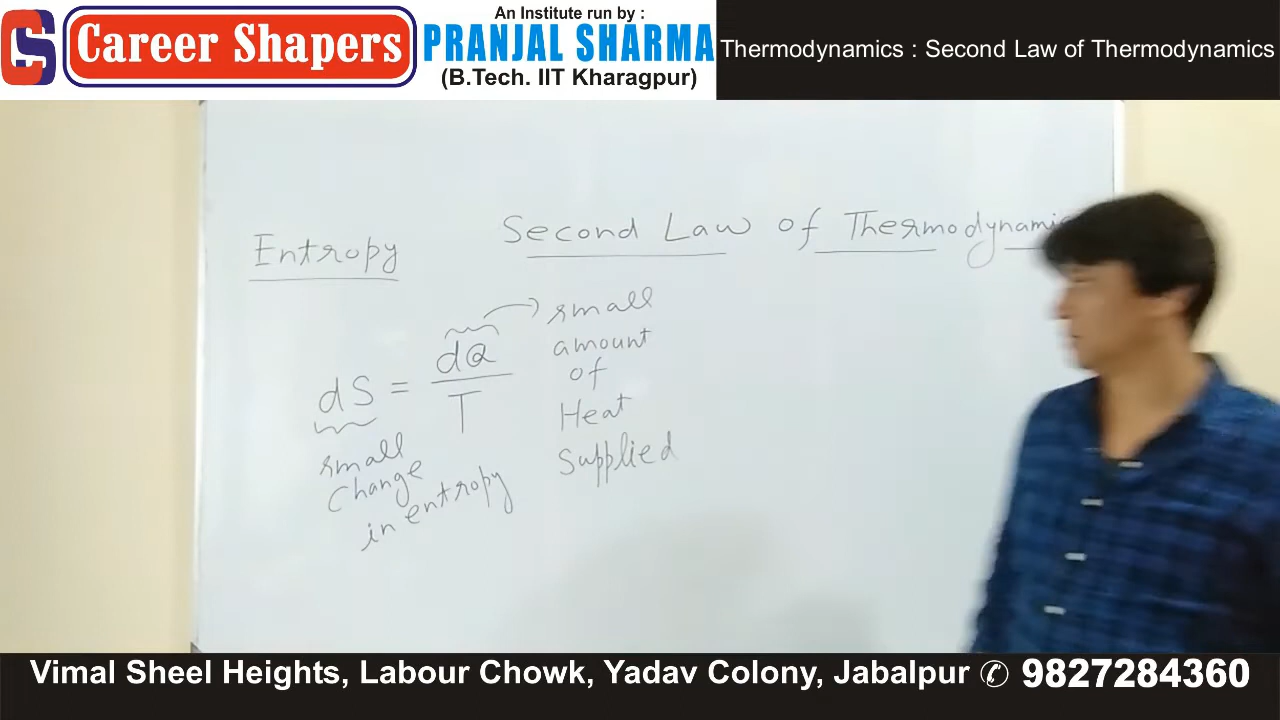 An Institute run by :
CS Career Shapers
PRANJAL SHARMA
(B.Tech. IIT Kharagpur)
Thermodynamics : Second Law of Thermodynamics
Second Law of Thermodynami
Entropy
dS = dQ / T
small
amount
of
Heat
Supplied
small
Change
in entropy
Vimal Sheel Heights, Labour Chowk, Yadav Colony, Jabalpur ✆ 9827284360